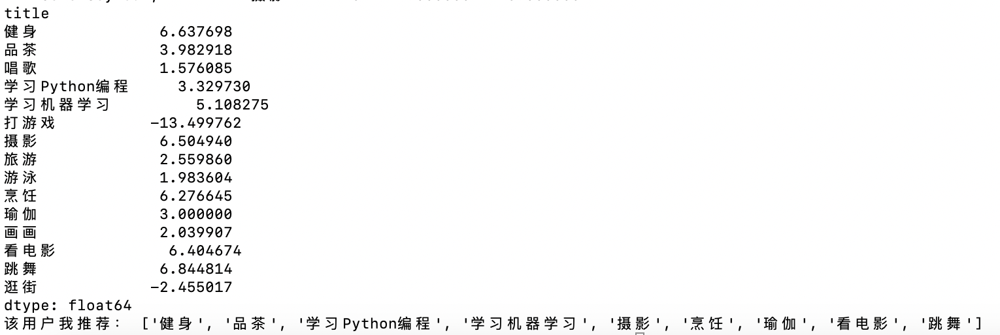 title
健身 6.637698
品茶 3.982918
唱歌 1.576085
学习Python编程 3.329730
学习机器学习 5.108275
打游戏 -13.499762
摄影 6.504940
旅游 2.559860
游泳 1.983604
烹饪 6.276645
瑜伽 3.000000
画画 2.039907
看电影 6.404674
跳舞 6.844814
逛街 -2.455017
dtype: float64
该用户我推荐： ['健身', '品茶', '学习Python编程', '学习机器学习', '摄影', '烹饪', '瑜伽', '看电影', '跳舞']